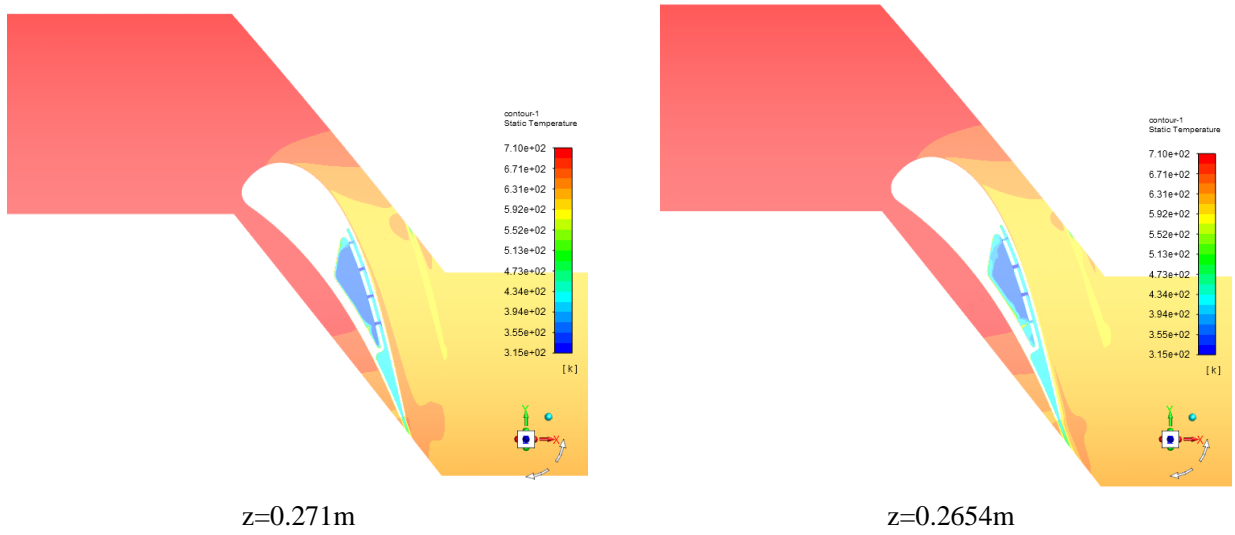 contour-1
Static Temperature
7.10e+02
6.71e+02
6.31e+02
5.92e+02
5.52e+02
5.13e+02
4.73e+02
4.34e+02
3.94e+02
3.55e+02
3.15e+02
[ k ]
Y
X
z=0.271m
contour-1
Static Temperature
7.10e+02
6.71e+02
6.31e+02
5.92e+02
5.52e+02
5.13e+02
4.73e+02
4.34e+02
3.94e+02
3.55e+02
3.15e+02
[ k ]
Y
X
z=0.2654m